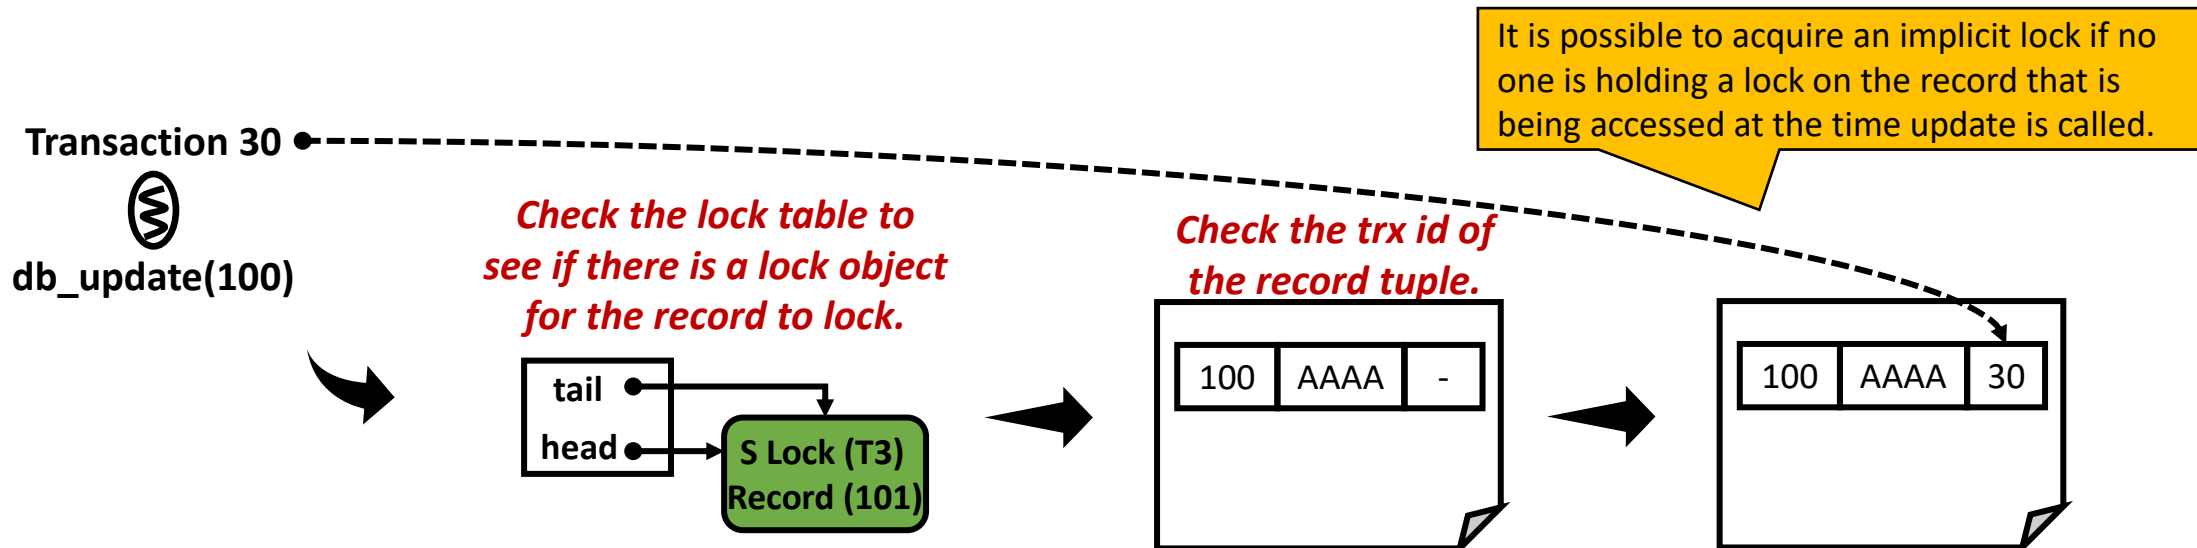 It is possible to acquire an implicit lock if no
one is holding a lock on the record that is
being accessed at the time update is called.
Transaction 30
db_update(100)
Check the lock table to
see if there is a lock object
for the record to lock.
tail
head
S Lock (T3)
Record (101)
Check the trx id of
the record tuple.
100 AAAA -
100 AAAA 30